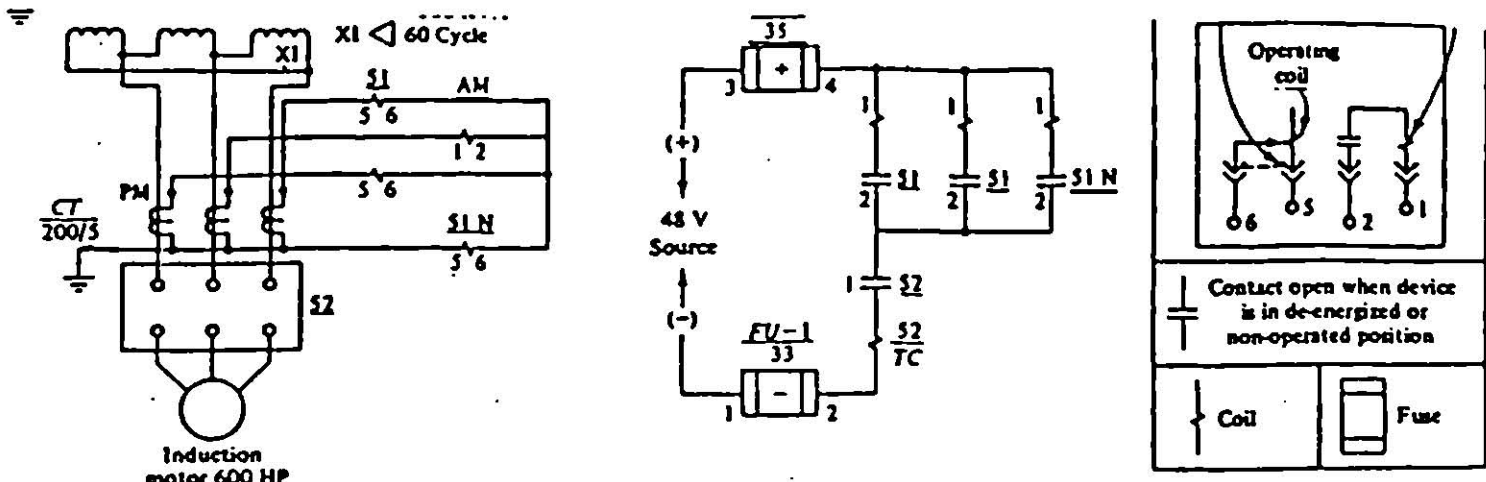 X1
X1 ◁ 60 Cycle
51
5 6
AM
1 2
5 6
PM
CT
200/5
51 N
5 6
52
Induction
motor 600 HP
35
3
+
4
(+)
48 V
Source
(-)
1
1
1
2
51
2
51
2
51 N
1
52
52
TC
FU-1
33
1
-
2
Operating
coil
6
5
2
1
Contact open when device
is in de-energized or
non-operated position
Coil
Fuse